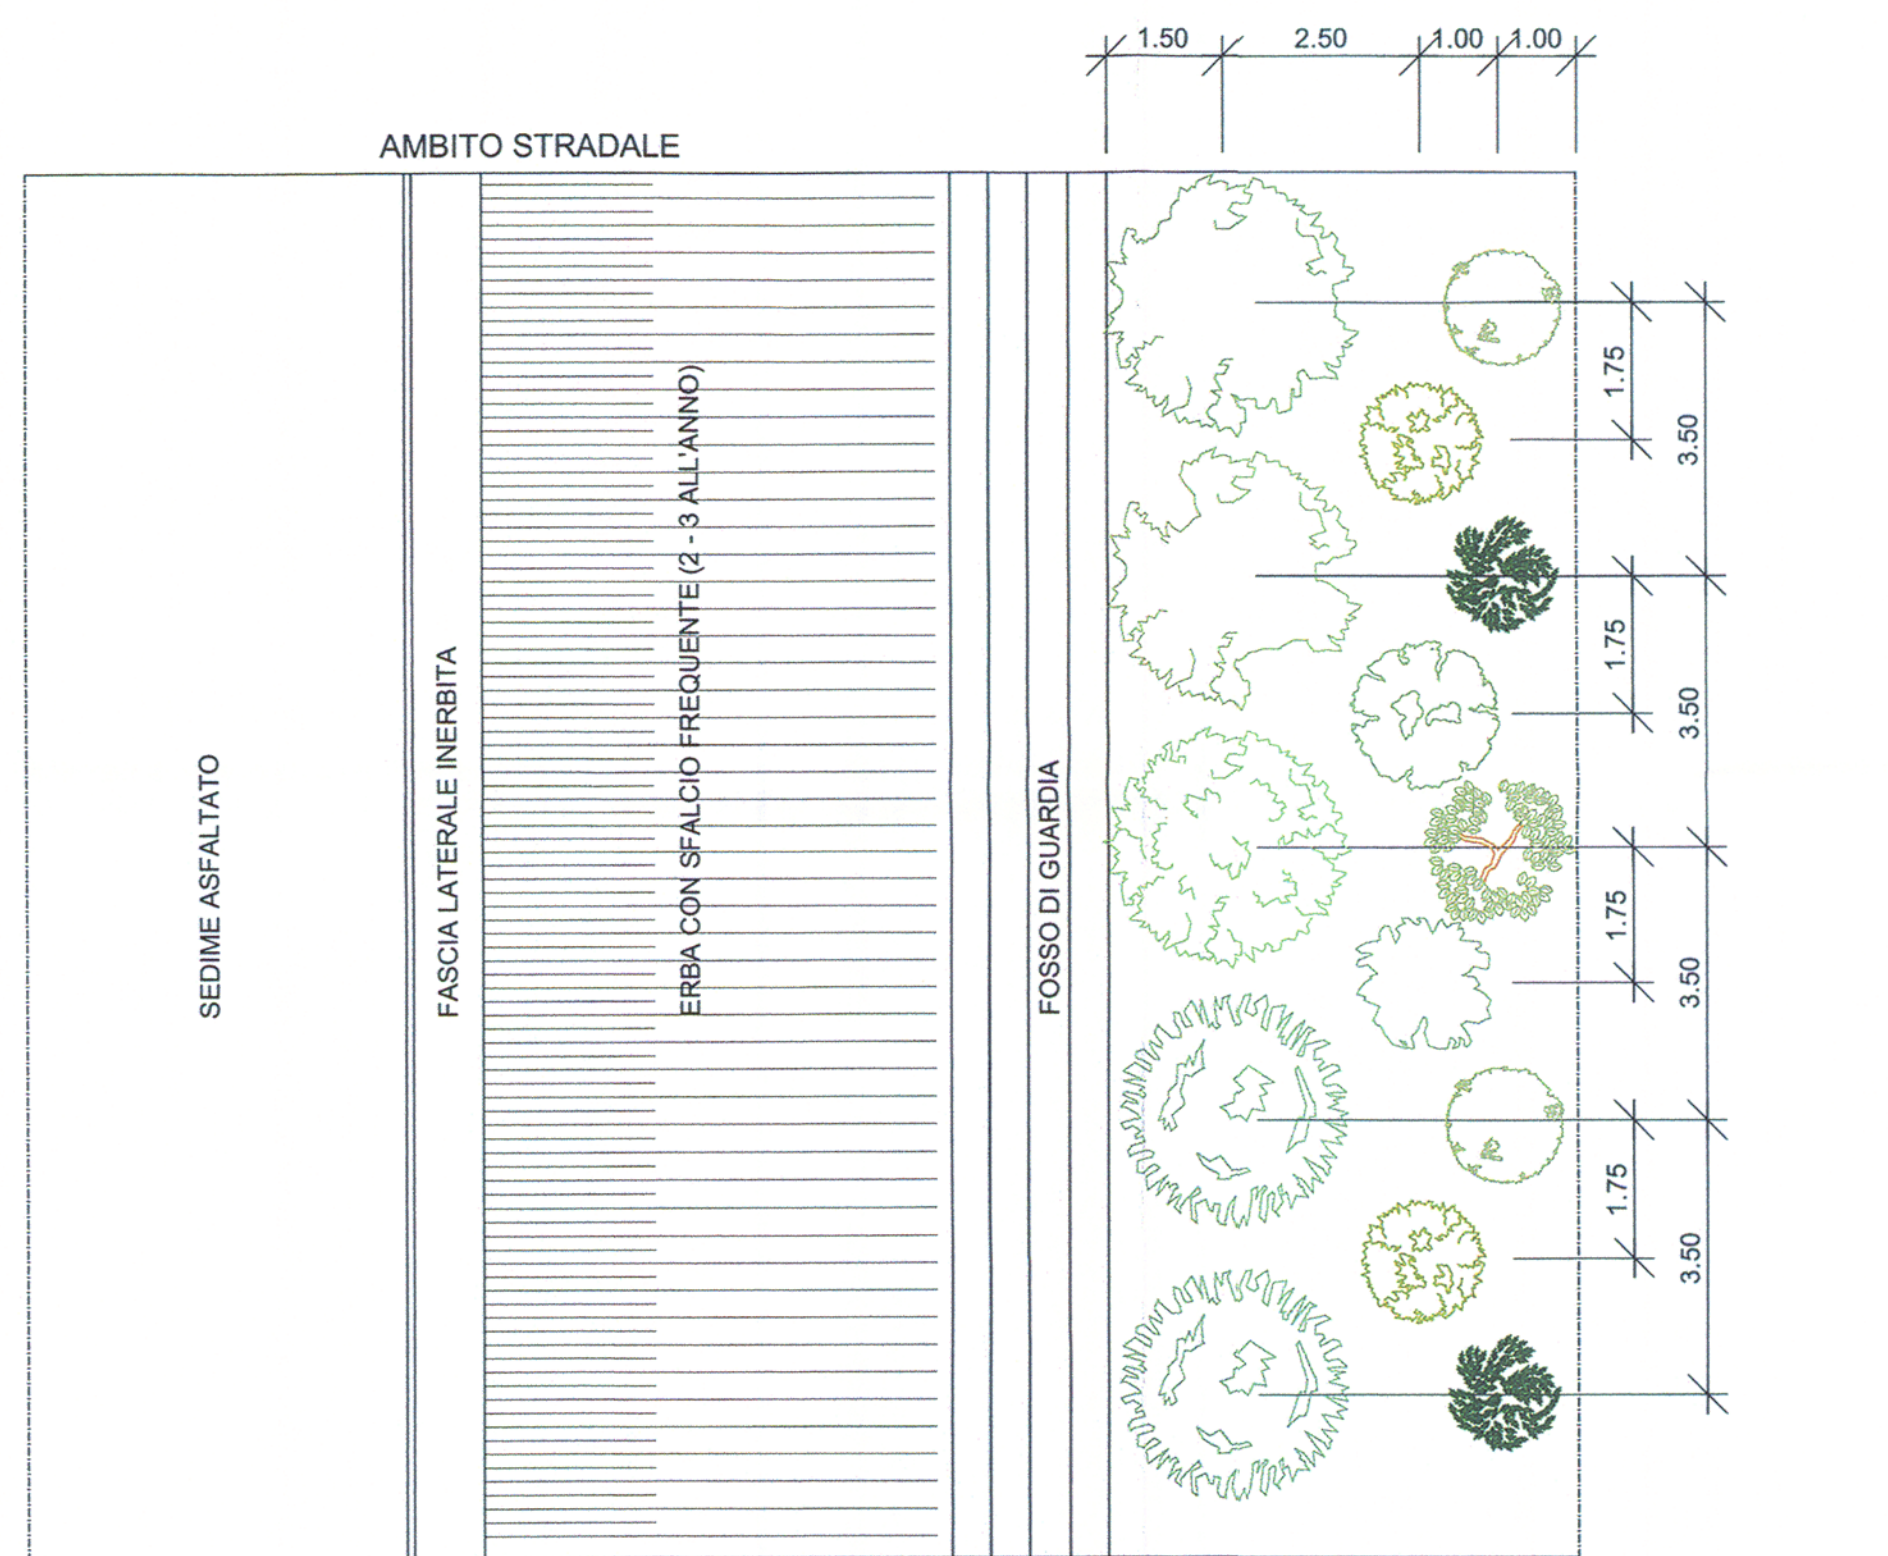 1.50 2.50 1.00 1.00
AMBITO STRADALE
SEDIME ASFALTATO
FASCIA LATERALE INERBITA
ERBA CON SFALCIO FREQUENTE (2 - 3 ALL'ANNO)
FOSSO DI GUARDIA
1.75
3.50
1.75
3.50
1.75
3.50
1.75
3.50